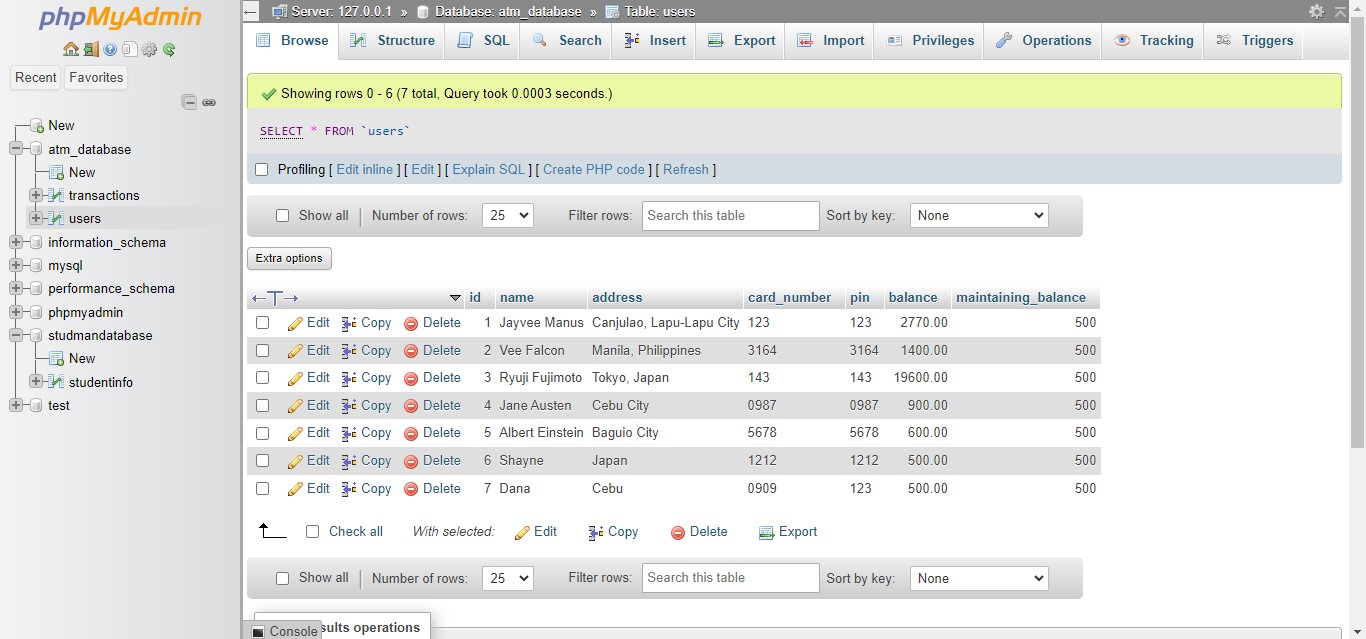 phpMyAdmin
Recent Favorites
New
atm_database
New
transactions
users
information_schema
mysql
performance_schema
phpmyadmin
studmandatabase
New
studentinfo
test
Server: 127.0.0.1 » Database: atm_database » Table: users
Browse Structure SQL Search Insert Export Import Privileges Operations Tracking Triggers
Showing rows 0 - 6 (7 total, Query took 0.0003 seconds.)
SELECT * FROM `users`
Profiling [ Edit inline ] [ Edit ] [ Explain SQL ] [ Create PHP code ] [ Refresh ]
Show all Number of rows: 25 Filter rows: Search this table Sort by key: None
Extra options
id name address card_number pin balance maintaining_balance
Edit Copy Delete 1 Jayvee Manus Canjulao, Lapu-Lapu City 123 123 2770.00 500
Edit Copy Delete 2 Vee Falcon Manila, Philippines 3164 3164 1400.00 500
Edit Copy Delete 3 Ryuji Fujimoto Tokyo, Japan 143 143 19600.00 500
Edit Copy Delete 4 Jane Austen Cebu City 0987 0987 900.00 500
Edit Copy Delete 5 Albert Einstein Baguio City 5678 5678 600.00 500
Edit Copy Delete 6 Shayne Japan 1212 1212 500.00 500
Edit Copy Delete 7 Dana Cebu 0909 123 500.00 500
Check all With selected: Edit Copy Delete Export
Show all Number of rows: 25 Filter rows: Search this table Sort by key: None
Console sults operations